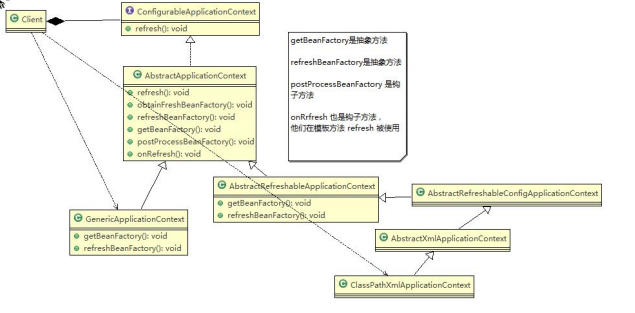 Client
ConfigurableApplicationContext
refresh(): void
getBeanFactory是抽象方法
refreshBeanFactory是抽象方法
postProcessBeanFactory 是钩
子方法
onRrfresh 也是钩子方法，
他们在模板方法 refresh 被使用
AbstractApplicationContext
refresh(): void
obtainFreshBeanFactory(): void
refreshBeanFactory(): void
getBeanFactory(): void
postProcessBeanFactory(): void
onRefresh(): void
AbstractRefreshableApplicationContext
getBeanFactory(): void
refreshBeanFactory(): void
AbstractRefreshableConfigApplicationContext
GenericApplicationContext
getBeanFactory(): void
refreshBeanFactory(): void
AbstractXmlApplicationContext
ClassPathXmlApplicationContext